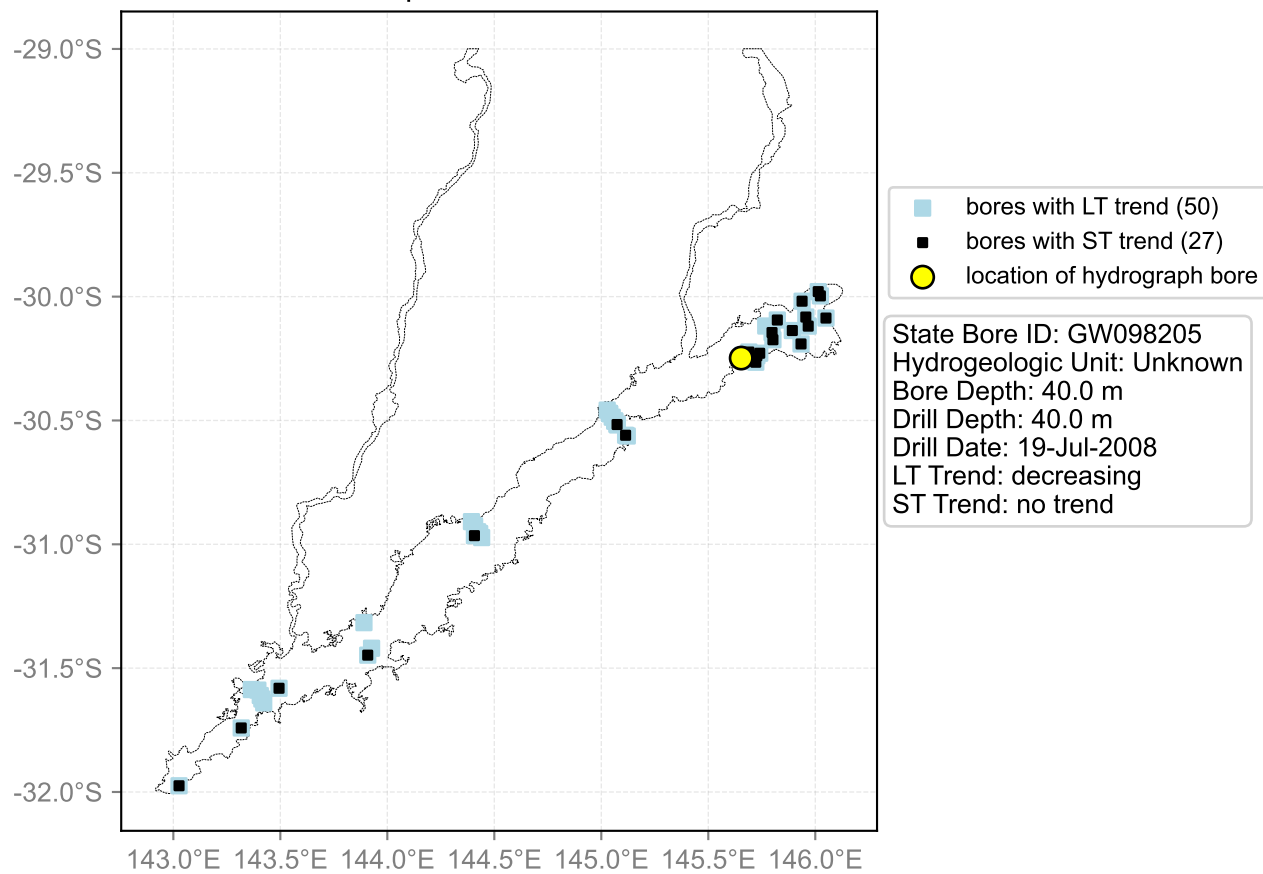 -29.0°S
-29.5°S
-30.0°S
-30.5°S
-31.0°S
-31.5°S
-32.0°S
143.0°E 143.5°E 144.0°E 144.5°E 145.0°E 145.5°E 146.0°E
bores with LT trend (50)
bores with ST trend (27)
location of hydrograph bore
State Bore ID: GW098205
Hydrogeologic Unit: Unknown
Bore Depth: 40.0 m
Drill Depth: 40.0 m
Drill Date: 19-Jul-2008
LT Trend: decreasing
ST Trend: no trend